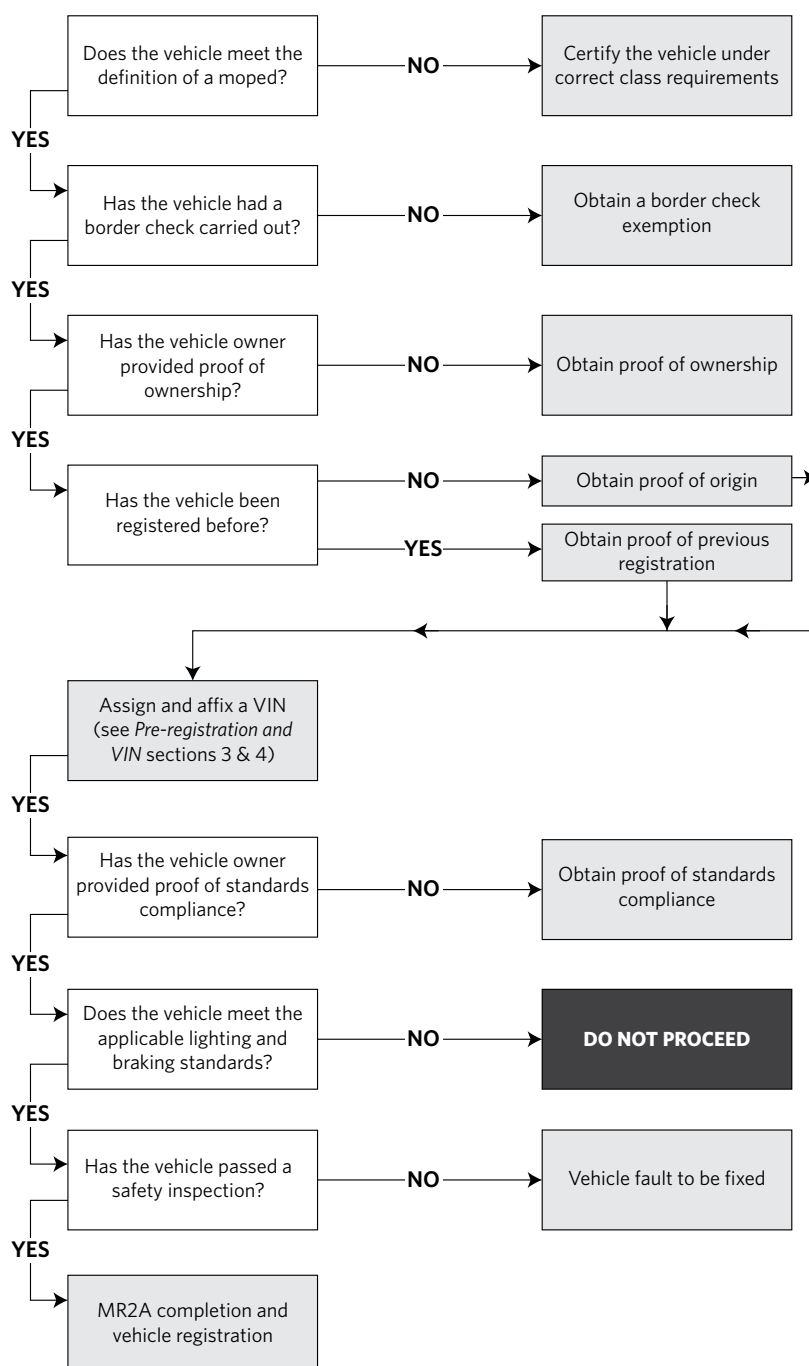 Does the vehicle meet the
definition of a moped?
NO
Certify the vehicle under
correct class requirements
YES
Has the vehicle had a
border check carried out?
NO
Obtain a border check
exemption
YES
Has the vehicle owner
provided proof of
ownership?
NO
Obtain proof of ownership
YES
Has the vehicle been
registered before?
NO
Obtain proof of origin
YES
Obtain proof of previous
registration
Assign and affix a VIN
(see Pre-registration and
VIN sections 3 & 4)
YES
Has the vehicle owner
provided proof of standards
compliance?
NO
Obtain proof of standards
compliance
YES
Does the vehicle meet the
applicable lighting and
braking standards?
NO
DO NOT PROCEED
YES
Has the vehicle passed a
safety inspection?
NO
Vehicle fault to be fixed
YES
MR2A completion and
vehicle registration